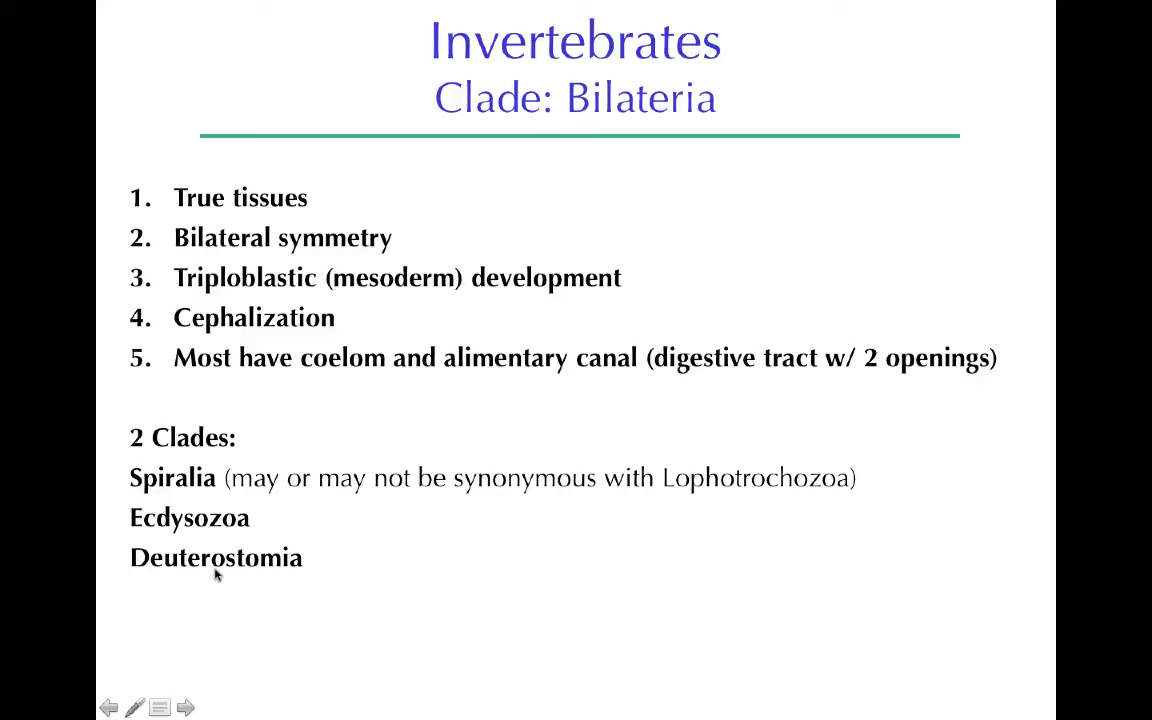 Invertebrates
Clade: Bilateria
1. True tissues
2. Bilateral symmetry
3. Triploblastic (mesoderm) development
4. Cephalization
5. Most have coelom and alimentary canal (digestive tract w/ 2 openings)
2 Clades:
Spiralia (may or may not be synonymous with Lophotrochozoa)
Ecdysozoa
Deuterostomia